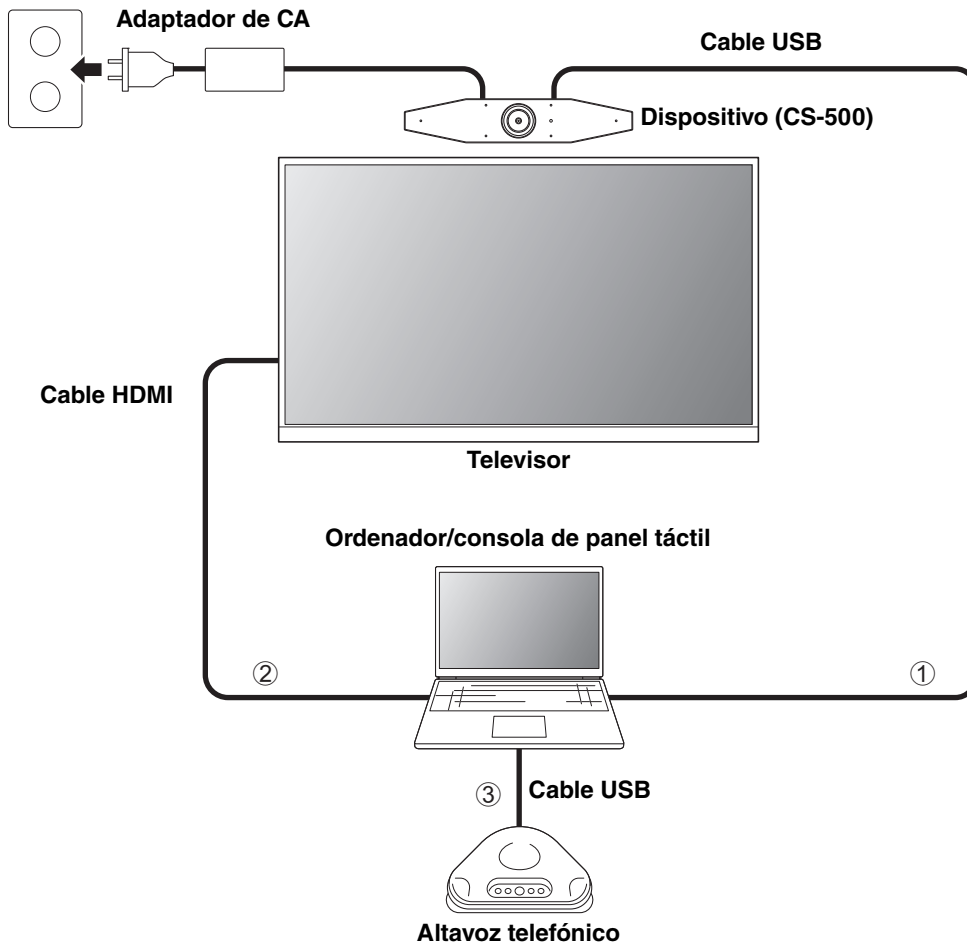 Adaptador de CA
Cable USB
Dispositivo (CS-500)
Cable HDMI
Televisor
Ordenador/consola de panel táctil
②
①
③
Cable USB
Altavoz telefónico